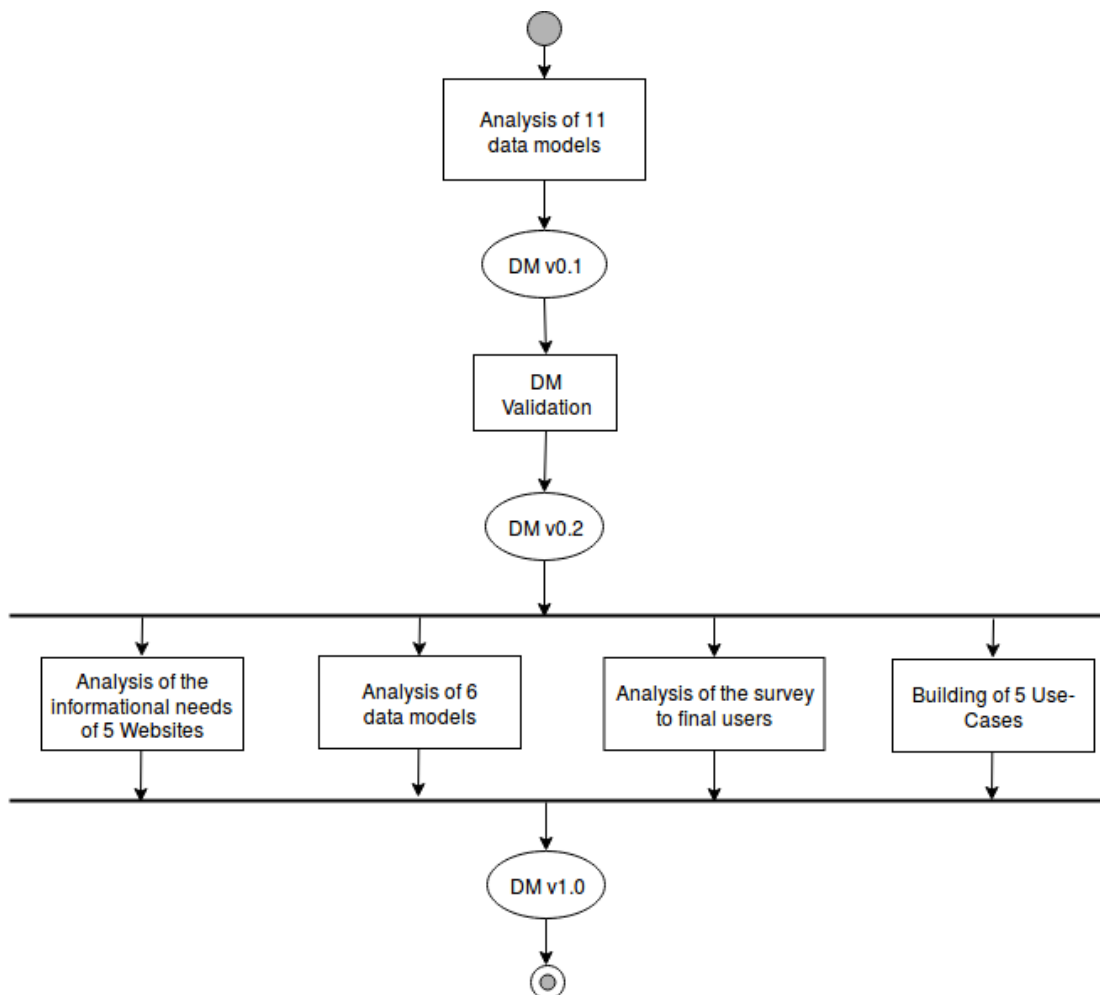 Analysis of 11
data models
DM v0.1
DM
Validation
DM v0.2
Analysis of the
informational needs
of 5 Websites
Analysis of 6
data models
Analysis of the survey
to final users
Building of 5 Use-
Cases
DM v1.0